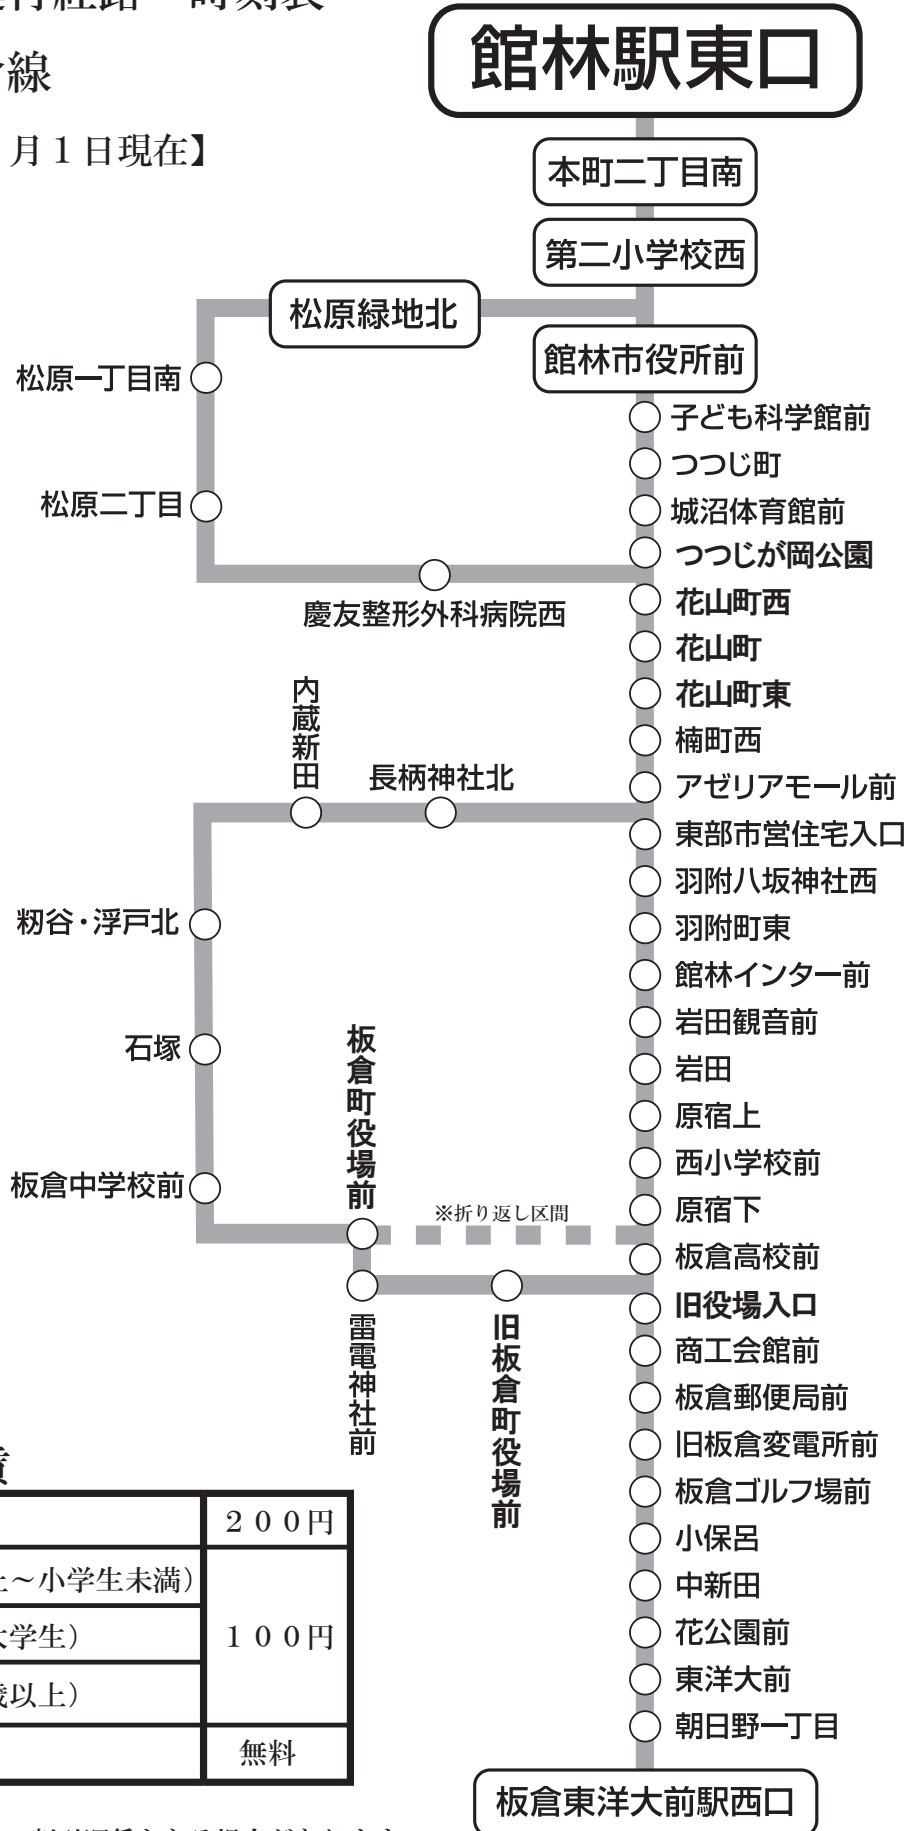 時刻表
線
月１日現在】
館林駅東口
本町二丁目南
第二小学校西
松原緑地北
館林市役所前
松原一丁目南
松原二丁目
慶友整形外科病院西
子ども科学館前
つつじ町
城沼体育館前
つつじが岡公園
花山町西
花山町
花山町東
楠町西
アゼリアモール前
東部市営住宅入口
羽附八坂神社西
羽附町東
館林インター前
岩田観音前
岩田
原宿上
西小学校前
原宿下
板倉高校前
旧役場入口
商工会館前
板倉郵便局前
旧板倉変電所前
板倉ゴルフ場前
小保呂
中新田
花公園前
東洋大前
朝日野一丁目
板倉東洋大前駅西口
内蔵新田
長柄神社北
籾谷・浮戸北
石塚
板倉中学校前
板倉町役場前
※折り返し区間
雷電神社前
旧板倉町役場前
２００円
～小学生未満）
大学生）
１００円
歳以上）
無料